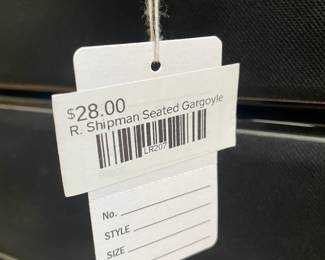 $28.00
R. Shipman Seated Gargoyle
LR207
No.
STYLE
SIZE